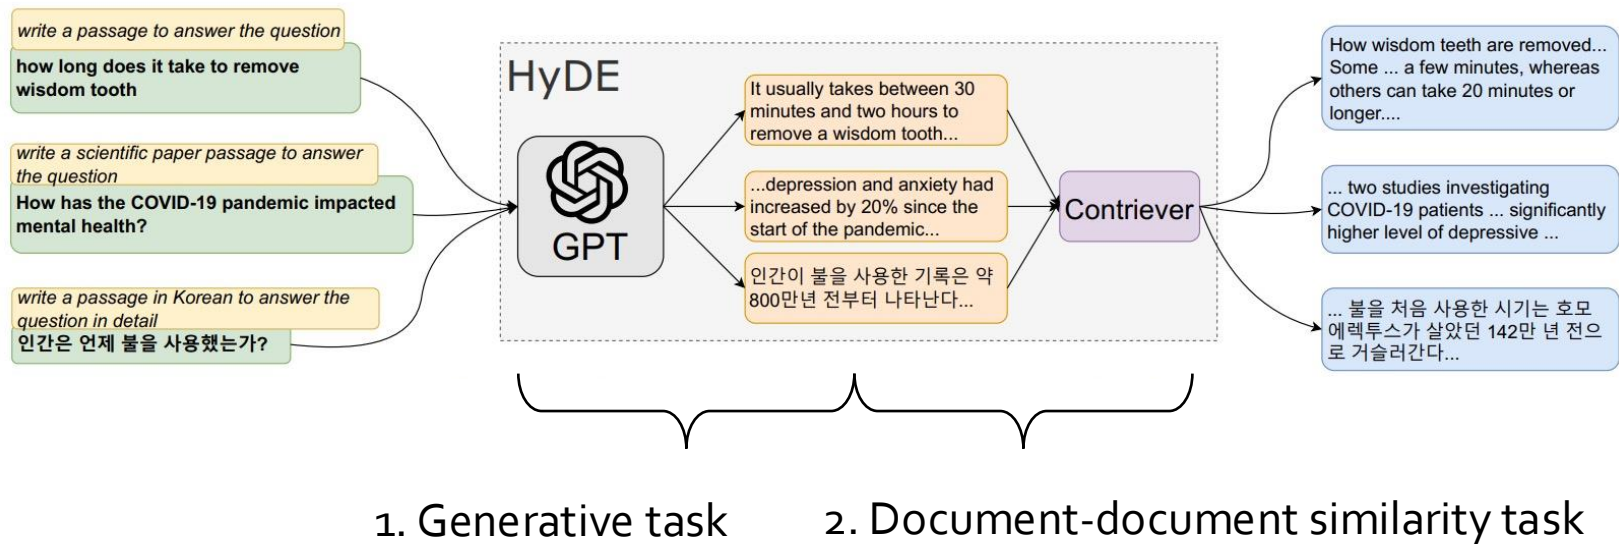 write a passage to answer the question
how long does it take to remove
wisdom tooth
write a scientific paper passage to answer
the question
How has the COVID-19 pandemic impacted
mental health?
write a passage in Korean to answer the
question in detail
인간은 언제 불을 사용했는가?
HyDE
GPT
It usually takes between 30
minutes and two hours to
remove a wisdom tooth...
...depression and anxiety had
increased by 20% since the
start of the pandemic...
인간이 불을 사용한 기록은 약
800만년 전부터 나타난다...
Contriever
How wisdom teeth are removed...
Some ... a few minutes, whereas
others can take 20 minutes or
longer....
... two studies investigating
COVID-19 patients ... significantly
higher level of depressive ...
... 불을 처음 사용한 시기는 호모
에렉투스가 살았던 142만 년 전으
로 거슬러간다...
1. Generative task
2. Document-document similarity task